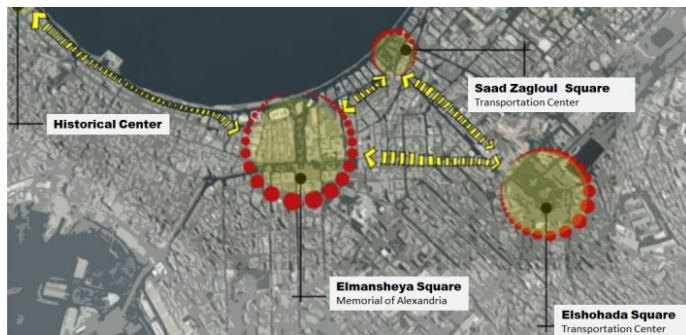 Saad Zagloul Square
Transportation Center
Historical Center
Elmansheya Square
Memorial of Alexandria
Elshohada Square
Transportation Center